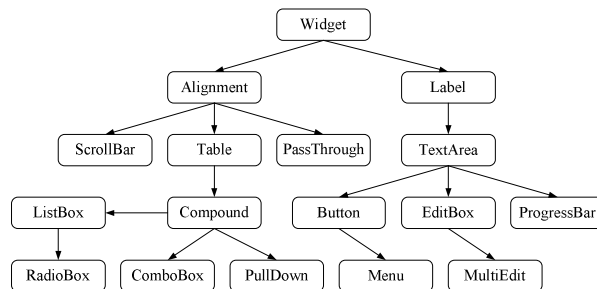 Widget
Alignment
Label
ScrollBar
Table
PassThrough
TextArea
ListBox
Compound
Button
EditBox
ProgressBar
RadioBox
ComboBox
PullDown
Menu
MultiEdit